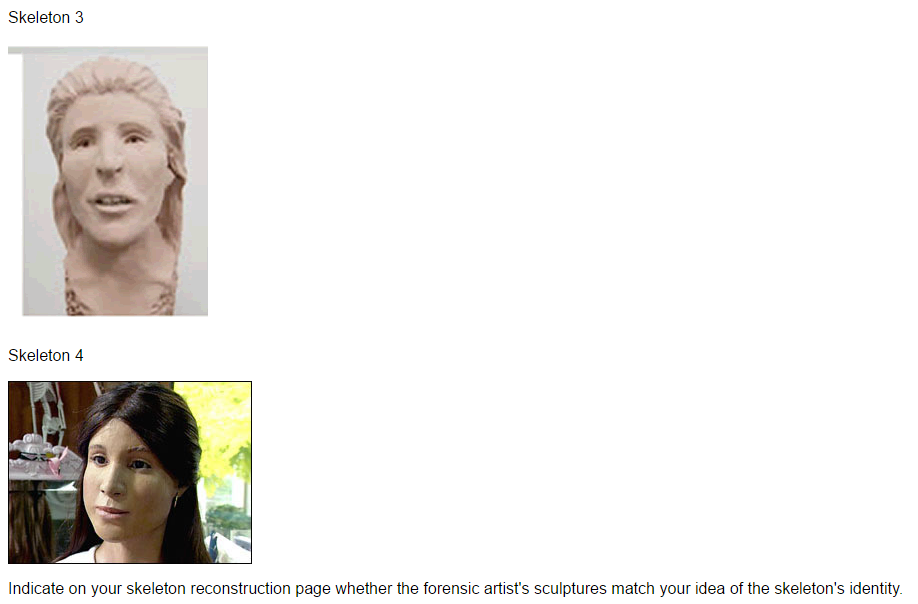 Skeleton 3
Skeleton 4
Indicate on your skeleton reconstruction page whether the forensic artist's sculptures match your idea of the skeleton's identity.